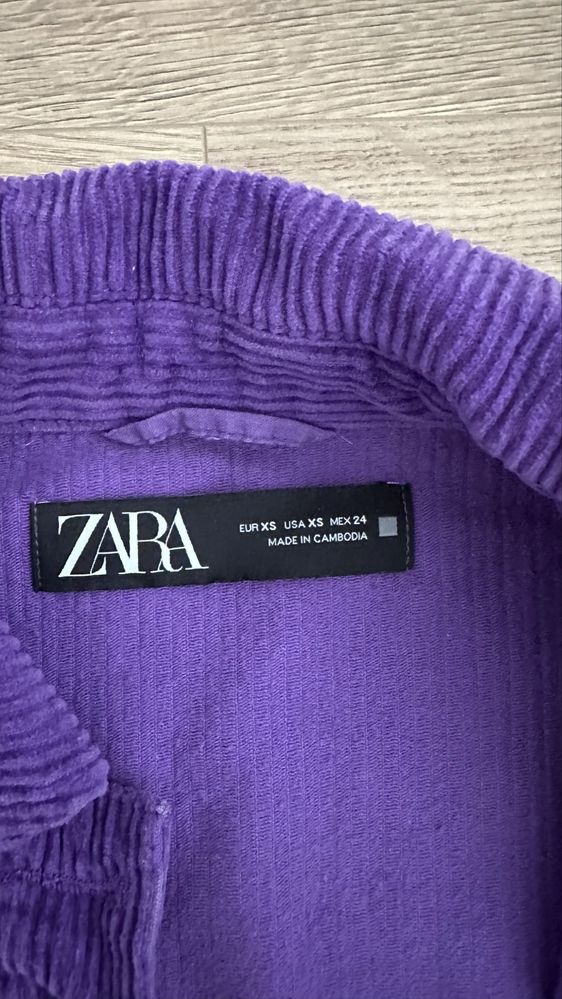 ZARA
EUR XS USA XS MEX 24
MADE IN CAMBODIA